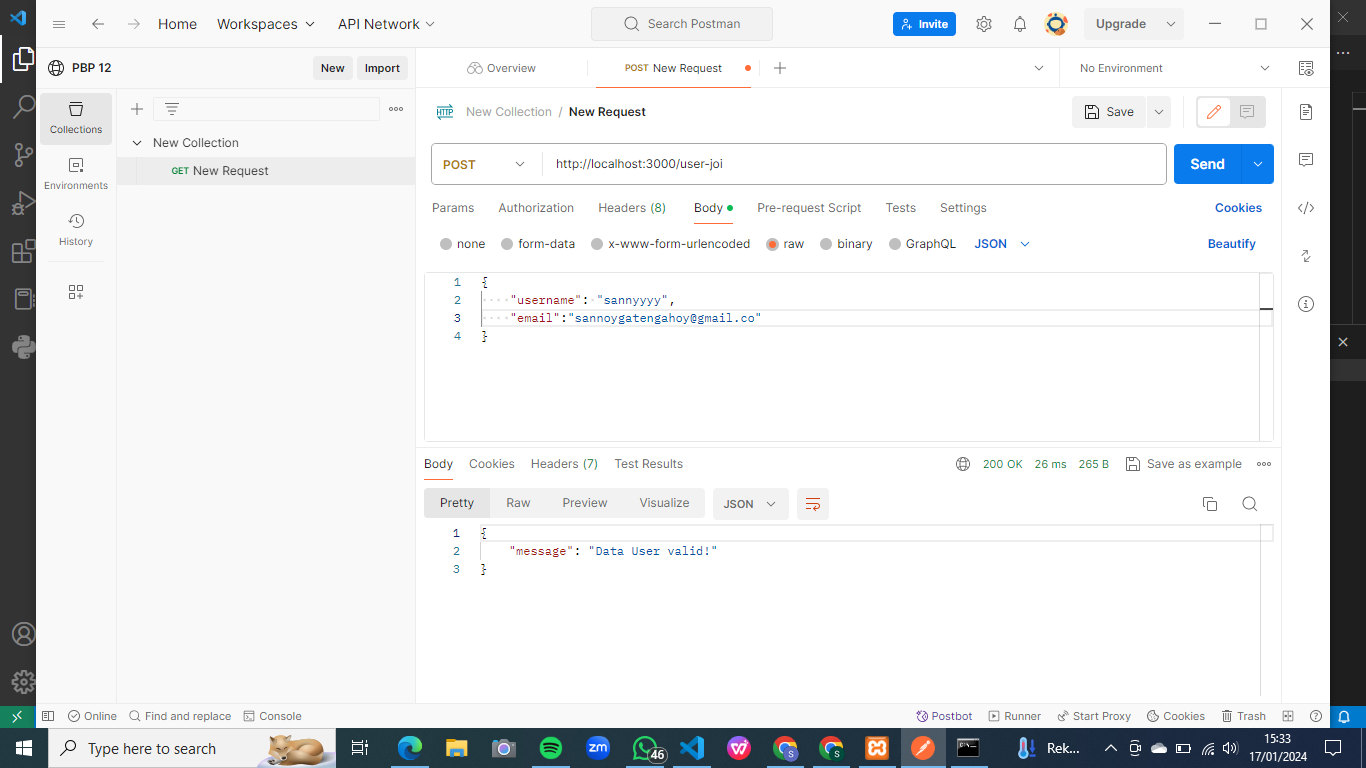 Home Workspaces API Network Search Postman Invite Upgrade
PBP 12 New Import Overview POST New Request No Environment
Collections
Environments
History
New Collection
GET New Request
HTTP New Collection / New Request Save
POST http://localhost:3000/user-joi Send
Params Authorization Headers (8) Body Pre-request Script Tests Settings Cookies
none form-data x-www-form-urlencoded raw binary GraphQL JSON Beautify
1 {
2 "username": "sannyyyy",
3 "email":"sannoygatengahoy@gmail.co"
4 }
Body Cookies Headers (7) Test Results 200 OK 26 ms 265 B Save as example
Pretty Raw Preview Visualize JSON
1 {
2 "message": "Data User valid!"
3 }
Online Find and replace Console Postbot Runner Start Proxy Cookies Trash
Type here to search zm 46 S S Rek... 15:33
17/01/2024